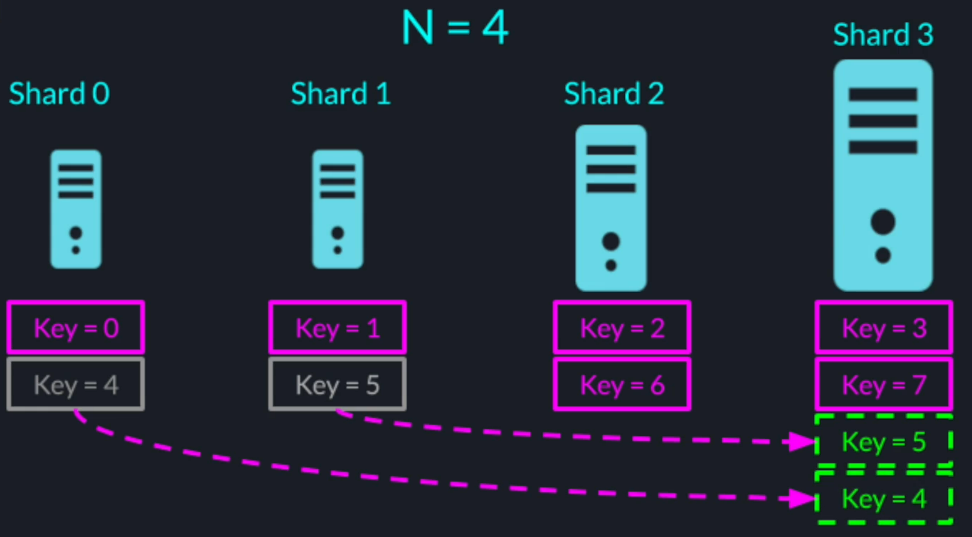 N = 4
Shard 0
Shard 1
Shard 2
Shard 3
Key = 0
Key = 1
Key = 2
Key = 3
Key = 4
Key = 5
Key = 6
Key = 7
Key = 5
Key = 4